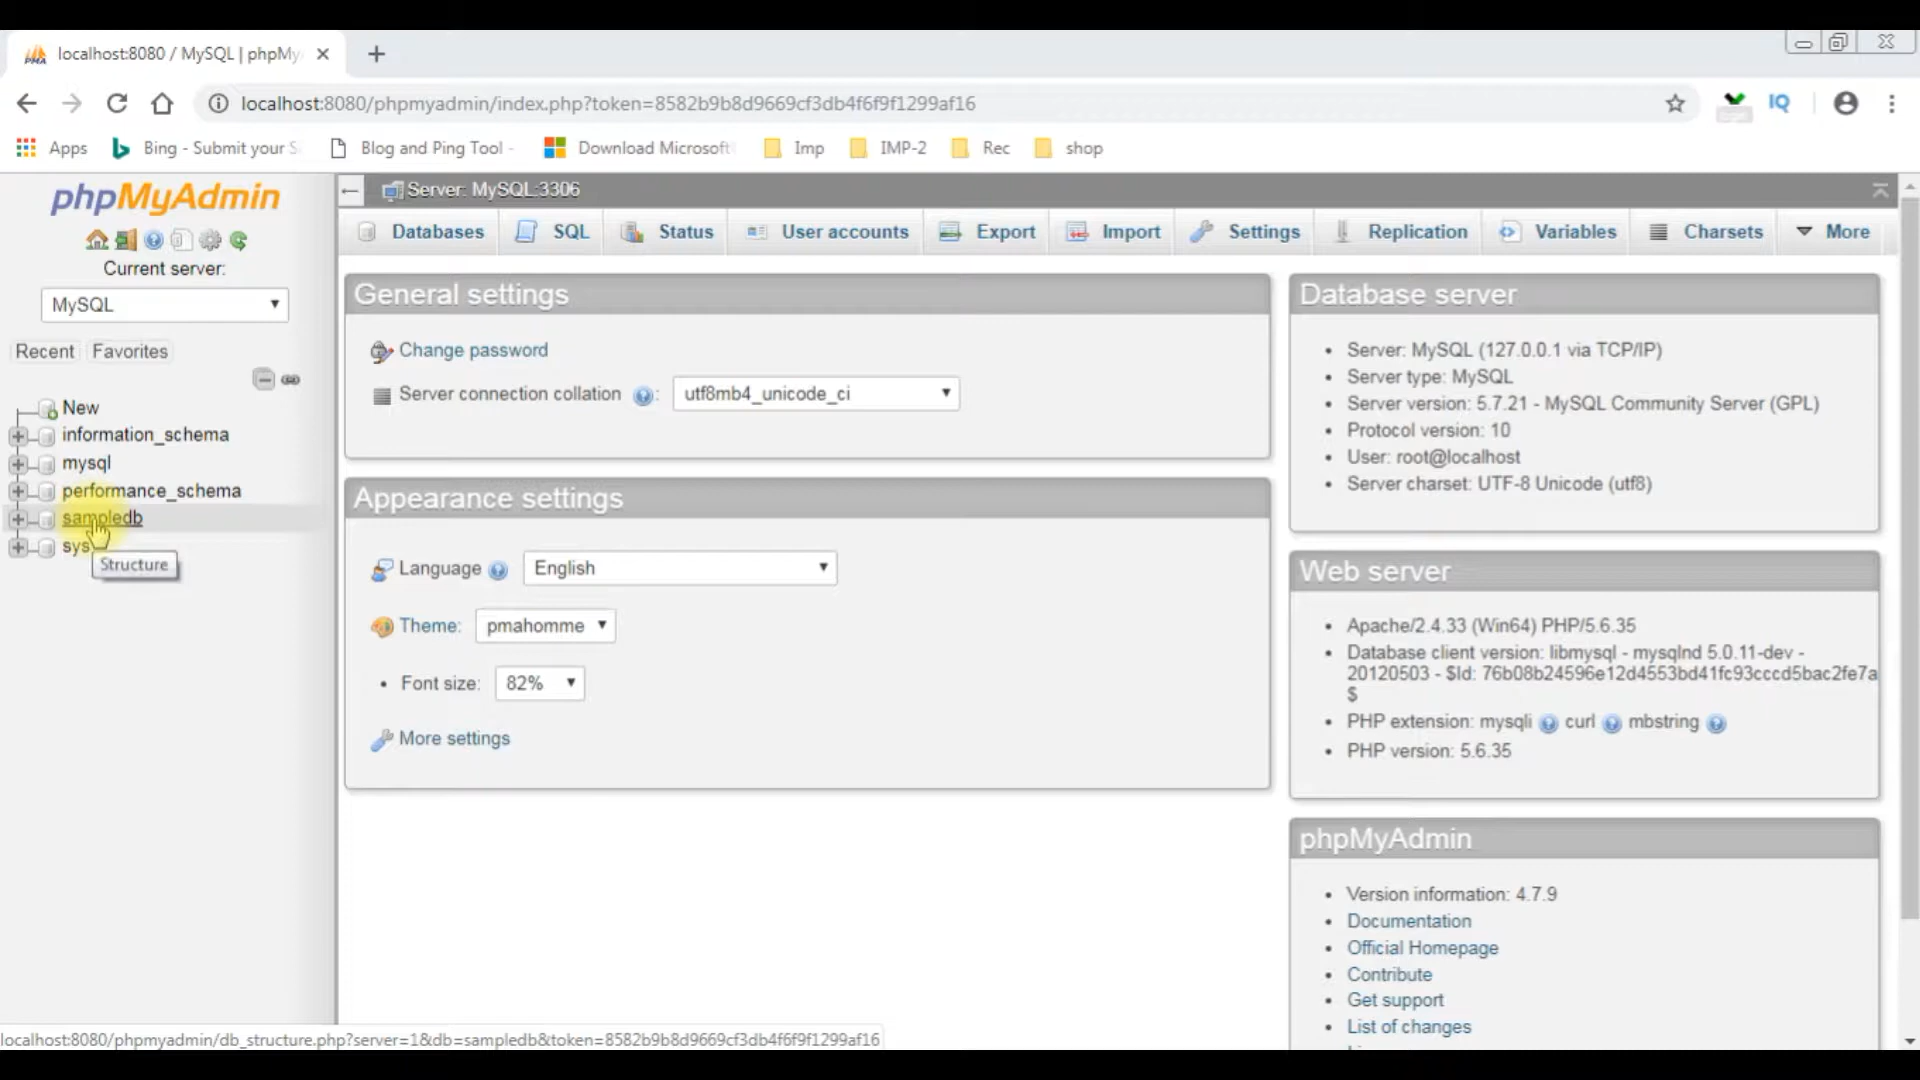 localhost:8080 / MySQL | phpMy
localhost:8080/phpmyadmin/index.php?token=8582b9b8d9669cf3db4f6f9f1299af16
IQ
Apps
Bing - Submit your S
Blog and Ping Tool -
Download Microsoft
Imp
IMP-2
Rec
shop
phpMyAdmin
Current server:
MySQL
Recent
Favorites
New
information_schema
mysql
performance_schema
sampledb
sys
Structure
Server: MySQL:3306
Databases
SQL
Status
User accounts
Export
Import
Settings
Replication
Variables
Charsets
More
General settings
Change password
Server connection collation
:
utf8mb4_unicode_ci
Appearance settings
Language
English
Theme:
pmahomme
• Font size:
82%
More settings
Database server
• Server: MySQL (127.0.0.1 via TCP/IP)
• Server type: MySQL
• Server version: 5.7.21 - MySQL Community Server (GPL)
• Protocol version: 10
• User: root@localhost
• Server charset: UTF-8 Unicode (utf8)
Web server
• Apache/2.4.33 (Win64) PHP/5.6.35
• Database client version: libmysql - mysqlnd 5.0.11-dev -
20120503 - $Id: 76b08b24596e12d4553bd41fc93cccd5bac2fe7a
$
• PHP extension: mysqli curl mbstring
• PHP version: 5.6.35
phpMyAdmin
• Version information: 4.7.9
• Documentation
• Official Homepage
• Contribute
• Get support
• List of changes
localhost:8080/phpmyadmin/db_structure.php?server=1&db=sampledb&token=8582b9b8d9669cf3db4f6f9f1299af16